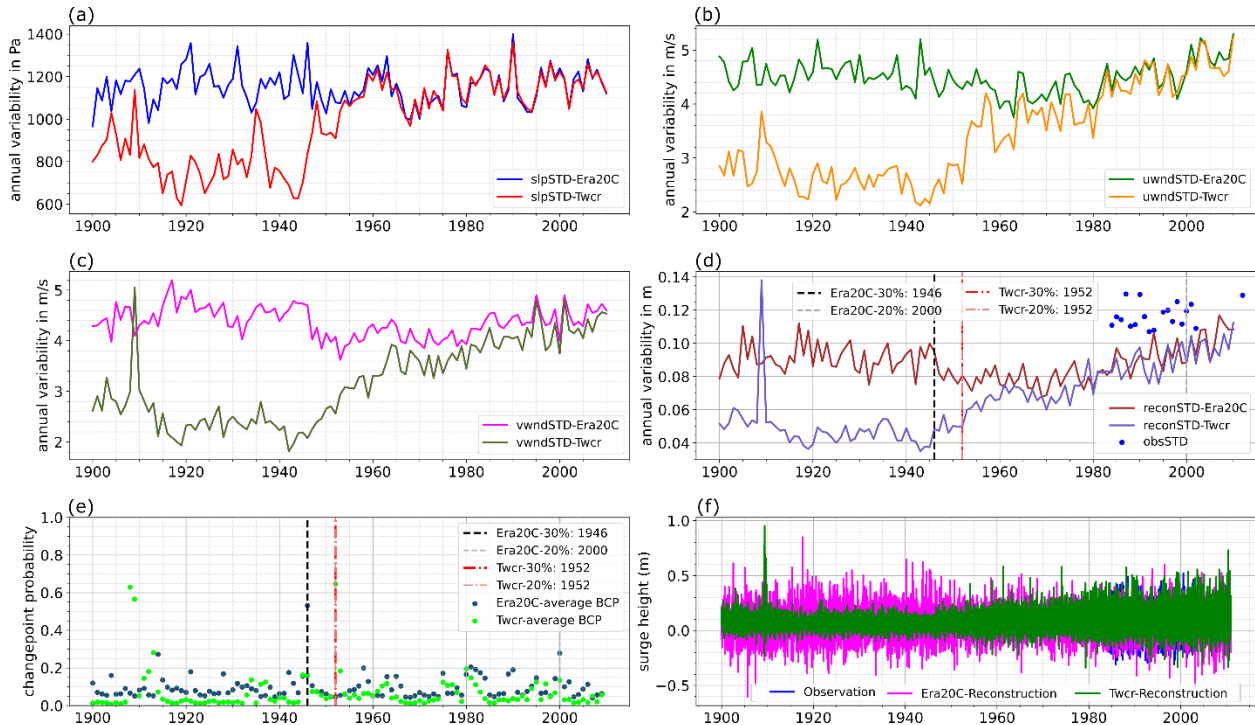 (a)
annual variability in Pa
1400
1200
1000
800
600
slpSTD-Era20C
slpSTD-Twcr
1900 1920 1940 1960 1980 2000
(b)
annual variability in m/s
5
4
3
2
uwndSTD-Era20C
uwndSTD-Twcr
1900 1920 1940 1960 1980 2000
(c)
annual variability in m/s
5
4
3
2
vwndSTD-Era20C
vwndSTD-Twcr
1900 1920 1940 1960 1980 2000
(d)
annual variability in m
0.14
0.12
0.10
0.08
0.06
0.04
Era20C-30%: 1946
Era20C-20%: 2000
Twcr-30%: 1952
Twcr-20%: 1952
reconSTD-Era20C
reconSTD-Twcr
obsSTD
1900 1920 1940 1960 1980 2000
(e)
changepoint probability
1.0
0.8
0.6
0.4
0.2
0.0
Era20C-30%: 1946
Era20C-20%: 2000
Twcr-30%: 1952
Twcr-20%: 1952
Era20C-average BCP
Twcr-average BCP
1900 1920 1940 1960 1980 2000
(f)
surge height (m)
1.0
0.5
0.0
−0.5
Observation Era20C-Reconstruction Twcr-Reconstruction
1900 1920 1940 1960 1980 2000